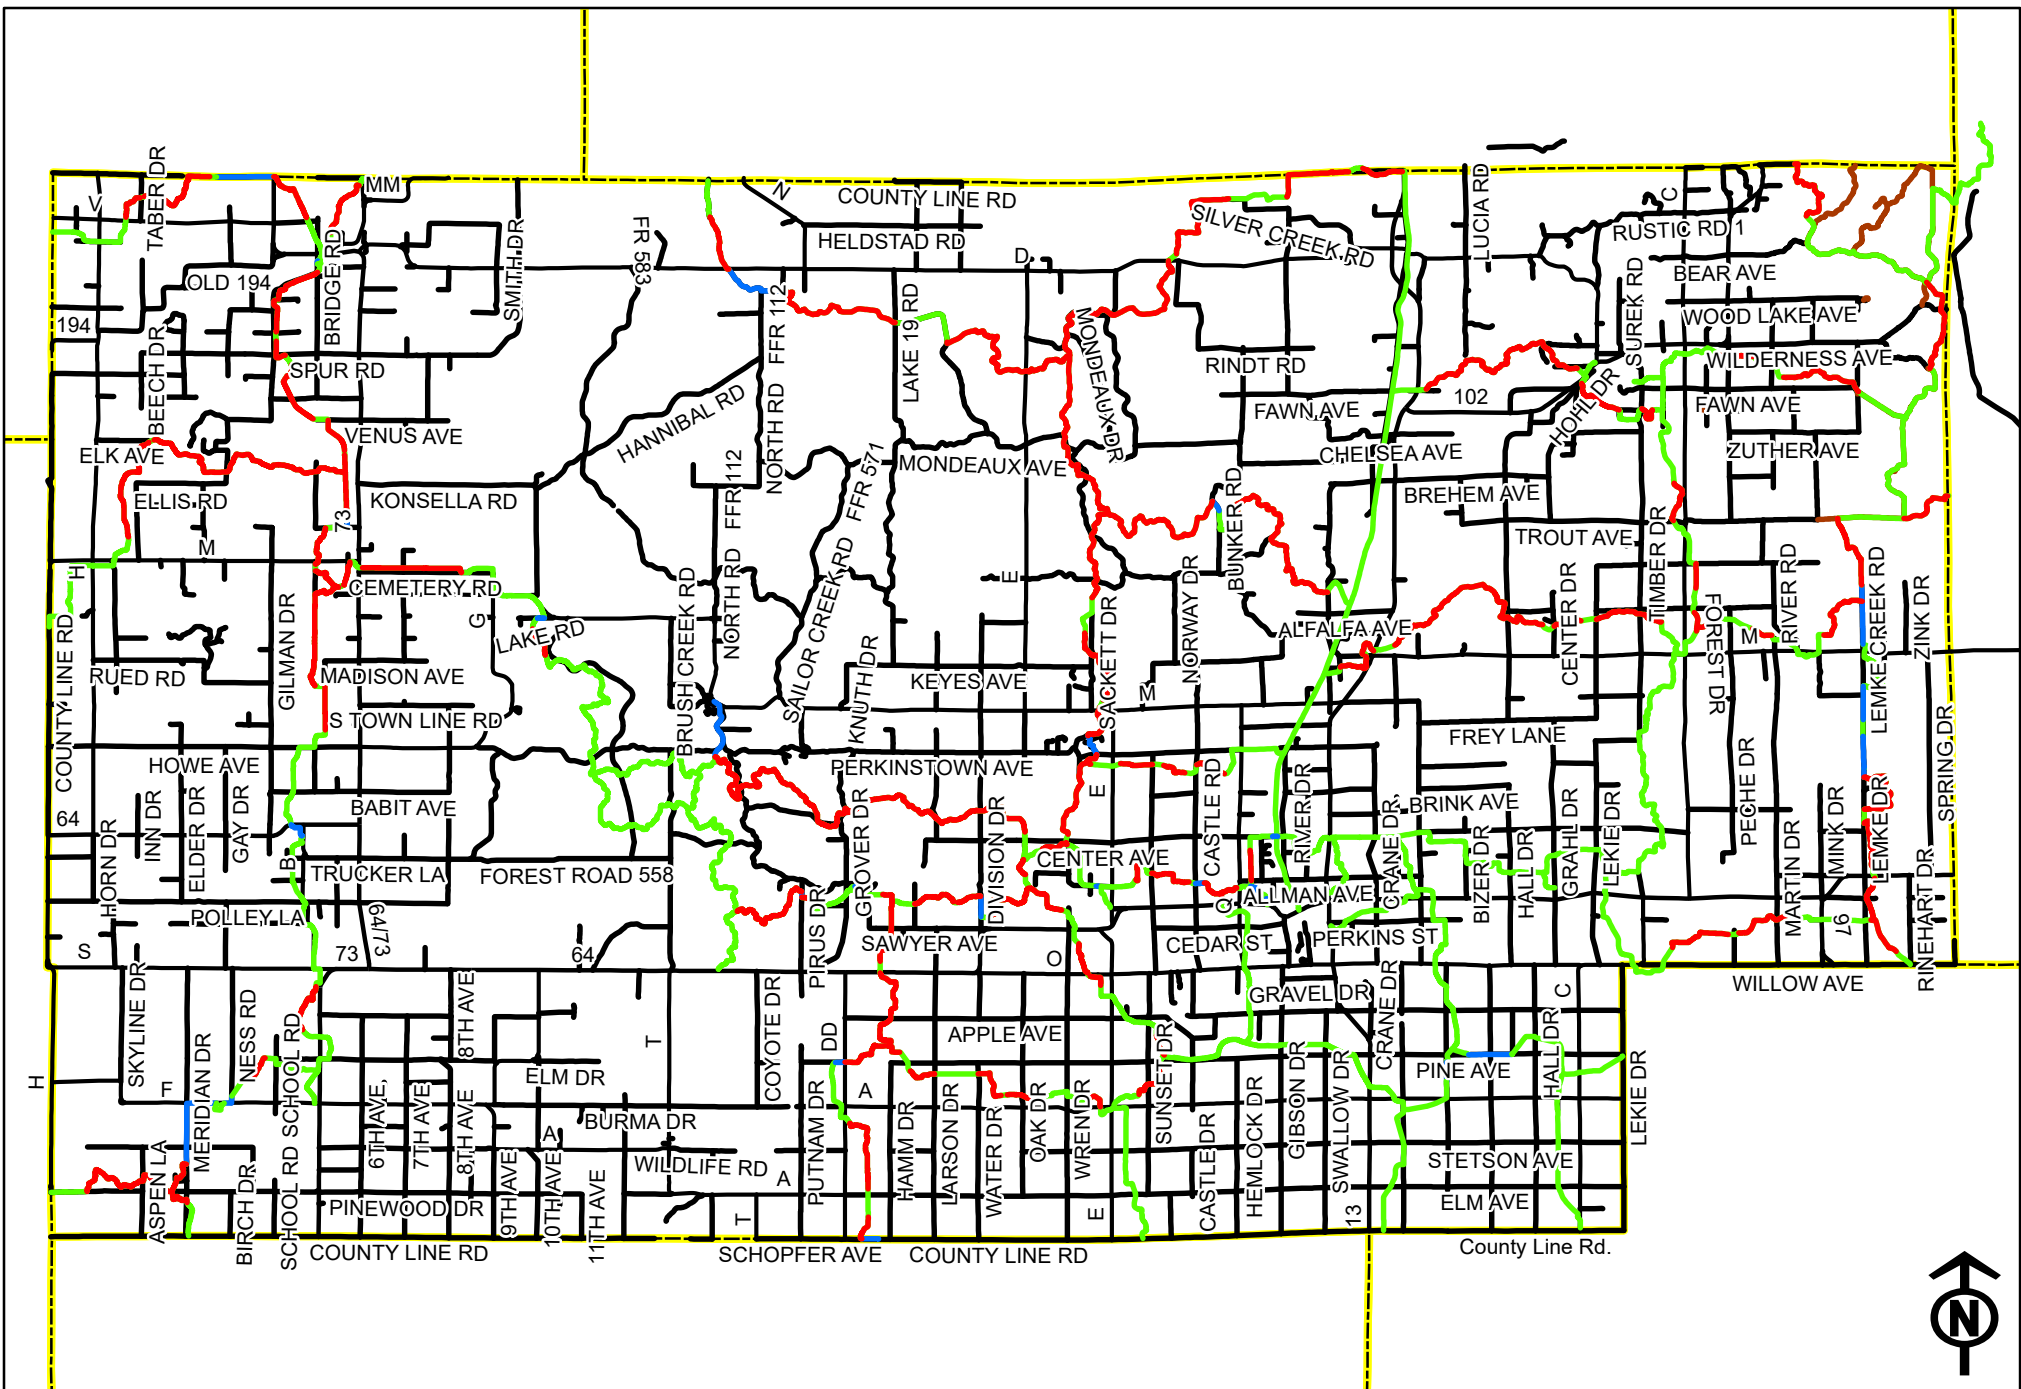 TABER DR
V
MM
N
COUNTY LINE RD
LUCIA RD
C
RUSTIC RD 1
SILVER CREEK RD
HELDSTAD RD
FR 583
SMITH DR
BRIDGE RD
D
OLD 194
BEAR AVE
SUREK RD
WOOD LAKE AVE
194
BEECH DR
FFR 112
NORTH RD
LAKE 19 RD
MONDEAUX DR
SPUR RD
RINDT RD
WILDERNESS AVE
HANNIBAL RD
102
HOHL DR
FAWN AVE
FAWN AVE
VENUS AVE
ELK AVE
CHELSEA AVE
ZUTHER AVE
MONDEAUX AVE
FFR 571
SAILOR CREEK RD
FFR 112
NORTH RD
ELLIS RD
KONSELLA RD
73
BUNKER RD
BREHEM AVE
TROUT AVE
TIMBER DR
M
H
CEMETERY RD
G
LAKE RD
E
NORWAY DR
ALFALFA AVE
CENTER DR
FOREST DR
M
RIVER RD
LEMKE CREEK RD
ZINK DR
COUNTY LINE RD
RUED RD
GILMAN DR
MADISON AVE
BRUSH CREEK RD
KNUTH DR
KEYES AVE
SACKETT DR
M
S TOWN LINE RD
FREY LANE
HOWE AVE
PERKINSTOWN AVE
PECHE DR
SPRING DR
BABIT AVE
64
HORN DR
INN DR
ELDER DR
GAY DR
B
GROVER DR
DIVISION DR
E
CASTLE RD
RIVER DR
CRANE DR
BRINK AVE
BIZER DR
HALL DR
GRAHL DR
LEKIE DR
MARTIN DR
MINK DR
LEMKE DR
CENTER AVE
TRUCKER LA
FOREST ROAD 558
Q
ALLMAN AVE
POLLEY LA
64/73
PIRUS DR
SAWYER AVE
CEDAR ST
PERKINS ST
97
RINEHART DR
S
73
64
O
WILLOW AVE
SKYLINE DR
MERIDIAN DR
NESS RD
SCHOOL RD
8TH AVE
T
COYOTE DR
DD
APPLE AVE
GRAVEL DR
CRANE DR
C
H
F
ELM DR
A
SUNSET DR
PINE AVE
HALL DR
LEKIE DR
6TH AVE
7TH AVE
8TH AVE
BURMA DR
A
PUTNAM DR
HAMM DR
LARSON DR
WATER DR
OAK DR
WREN DR
CASTLE DR
HEMLOCK DR
GIBSON DR
SWALLOW DR
STETSON AVE
ASPEN LA
BIRCH DR
SCHOOL RD
WILDLIFE RD
A
ELM AVE
PINEWOOD DR
9TH AVE
10TH AVE
11TH AVE
T
E
13
COUNTY LINE RD
SCHOPFER AVE
COUNTY LINE RD
County Line Rd.
N